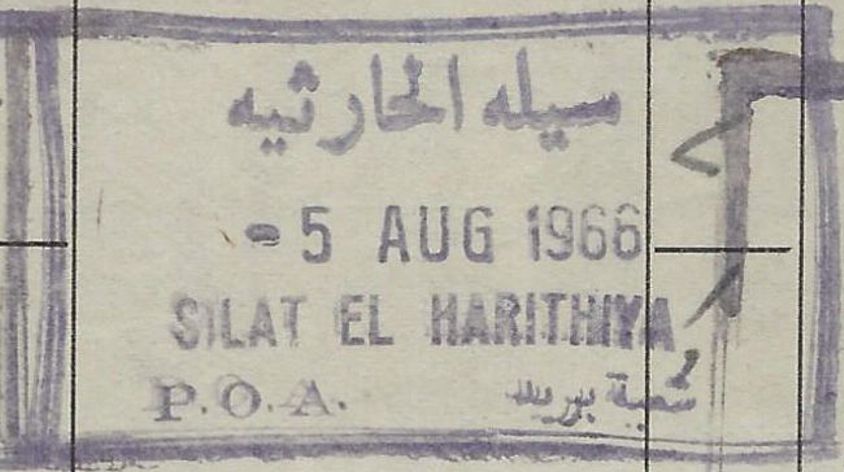 سيله الحارثيه
- 5 AUG 1966
SILAT EL HARITHIYA
P.O.A. شعبة بريد